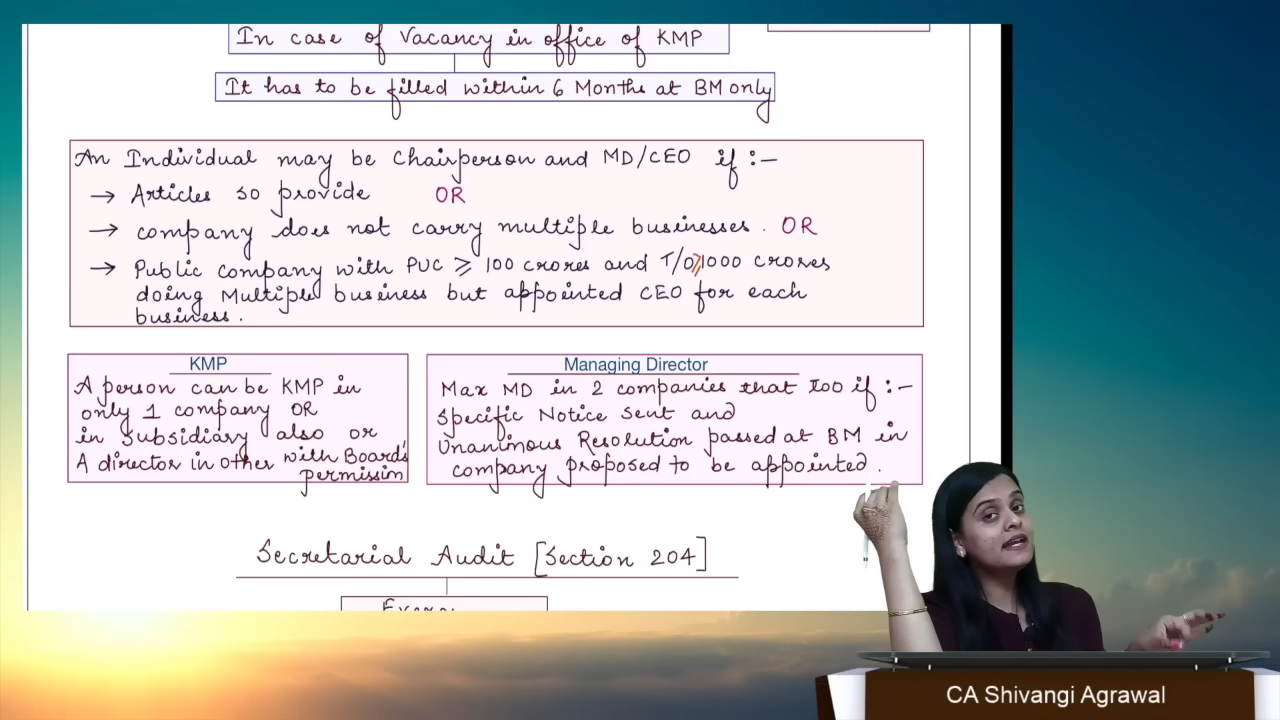 In case of Vacancy in office of KMP
It has to be filled within 6 Months at BM only
An Individual may be Chairperson and MD/CEO if :-
→ Articles so provide OR
→ company does not carry multiple businesses. OR
→ Public company with PUC ⩾ 100 crores and T/O⩾1000 crores
doing Multiple business but appointed CEO for each
business.
KMP
A person can be KMP in
only 1 company OR
in subsidiary also or
A director in other with Board's
permission
Managing Director
Max MD in 2 companies that too if :-
Specific Notice sent and
Unanimous Resolution passed at BM in
company proposed to be appointed.
Secretarial Audit [Section 204]
CA Shivangi Agrawal